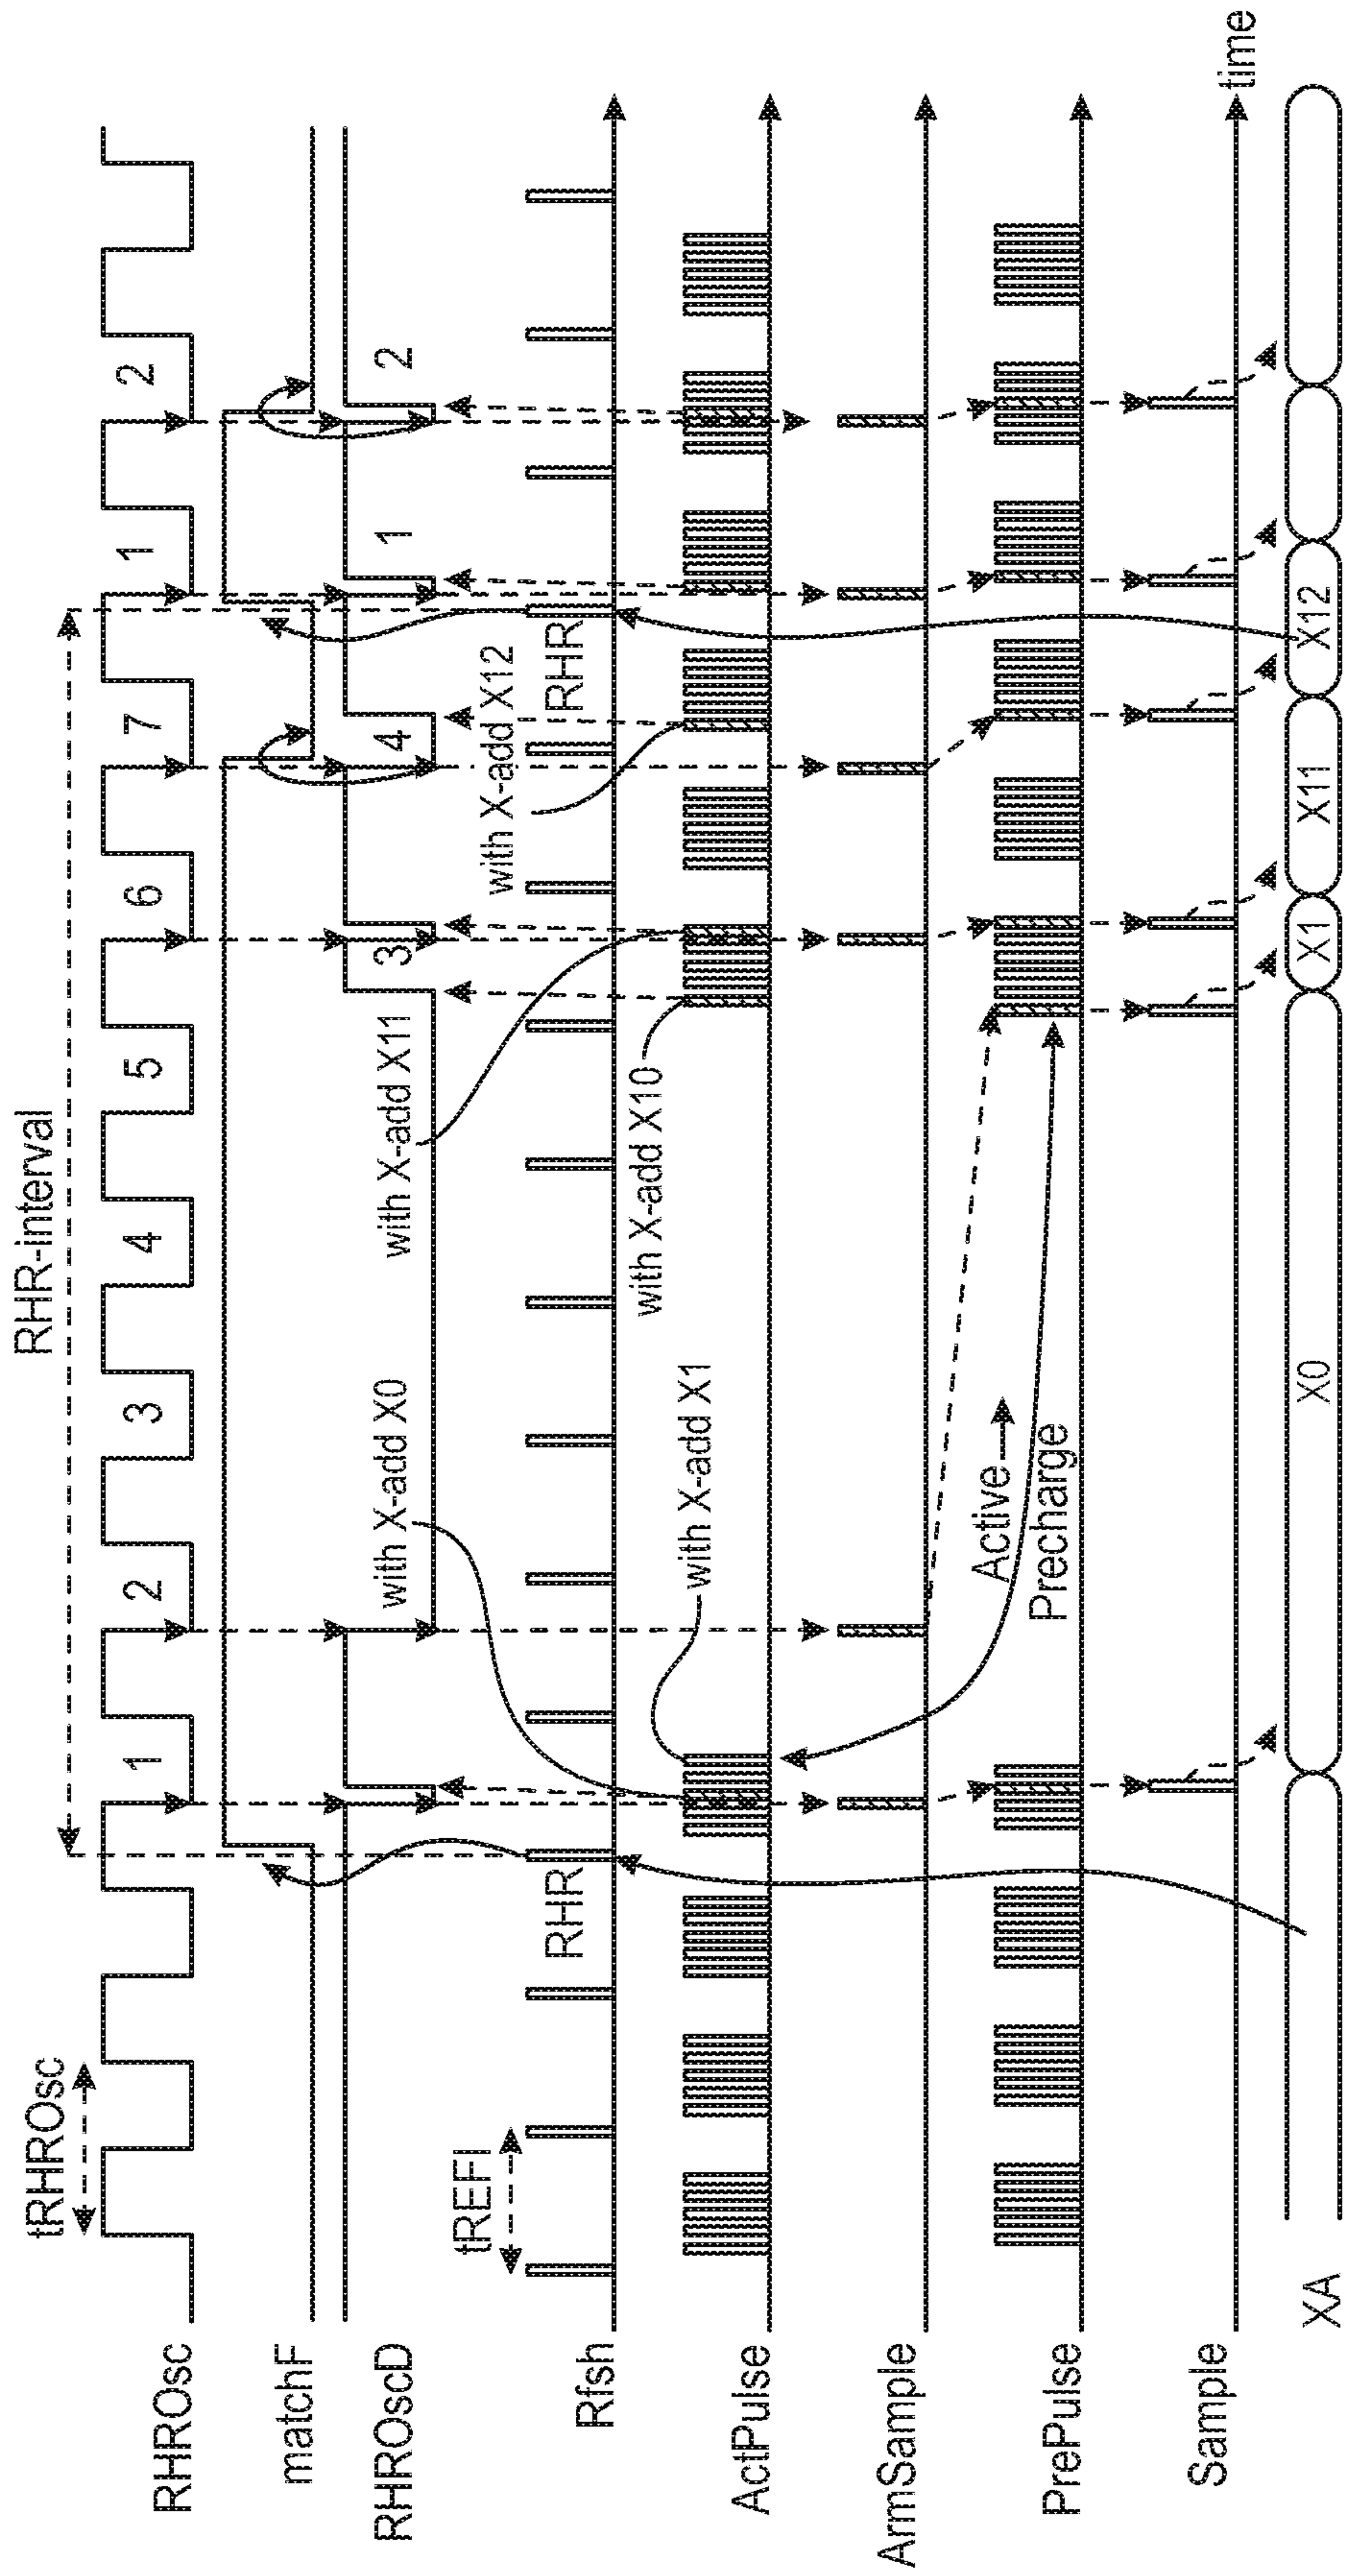 RHR-interval
tRHROsc
RHROsc 1 2 3 4 5 6 7 1 2
matchF
RHROscD with X-add X0 with X-add X11 3 4 1 2
tREFI
with X-add X12
RHR RHR
Rfsh
with X-add X10
with X-add X1
ActPulse
ArmSample
Active
Precharge
PrePulse
Sample
time
XA X0 X1 X11 X12